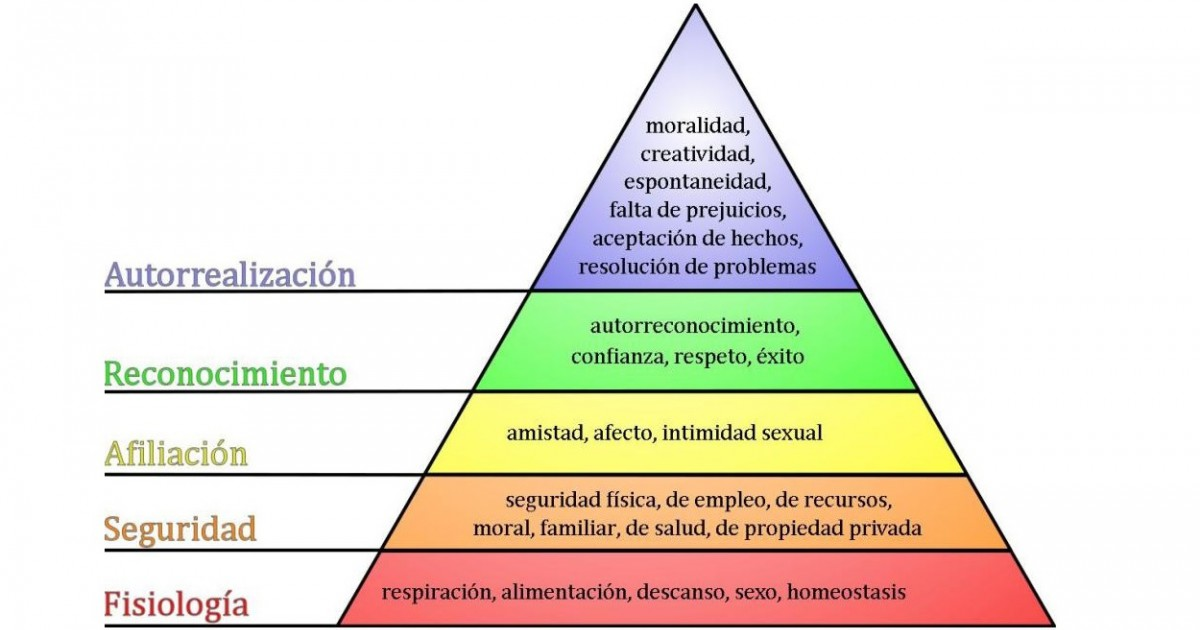 moralidad,
creatividad,
espontaneidad,
falta de prejuicios,
aceptación de hechos,
resolución de problemas
Autorrealización
autorreconocimiento,
confianza, respeto, éxito
Reconocimiento
amistad, afecto, intimidad sexual
Afiliación
seguridad física, de empleo, de recursos,
moral, familiar, de salud, de propiedad privada
Seguridad
respiración, alimentación, descanso, sexo, homeostasis
Fisiología